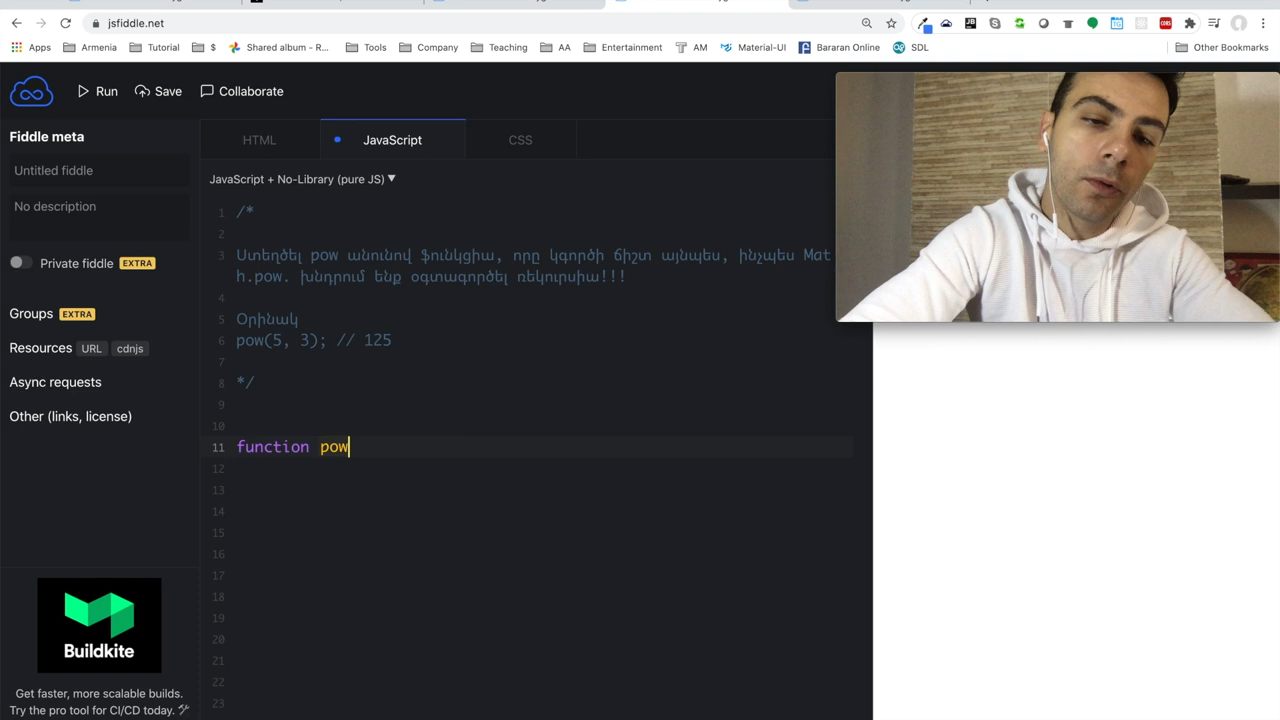 jsfiddle.net
Apps
Armenia
Tutorial
$
Shared album - R...
Tools
Company
Teaching
AA
Entertainment
AM
Material-UI
Bararan Online
SDL
Other Bookmarks
Run
Save
Collaborate
Fiddle meta
Untitled fiddle
No description
Private fiddle EXTRA
Groups EXTRA
Resources URL cdnjs
Async requests
Other (links, license)
HTML
JavaScript
CSS
JavaScript + No-Library (pure JS)
1 /*
2
3 Ստեղծել pow անունով ֆունկցիա, որը կգործի ճիշտ այնպես, ինչպես Mat
h.pow. խնդրում ենք օգտագործել ռեկուրսիա!!!
4
5 Օրինակ
6 pow(5, 3); // 125
7
8 */
9
10
11 function pow
12
13
14
15
16
17
18
19
20
21
22
23
Buildkite
Get faster, more scalable builds.
Try the pro tool for CI/CD today.